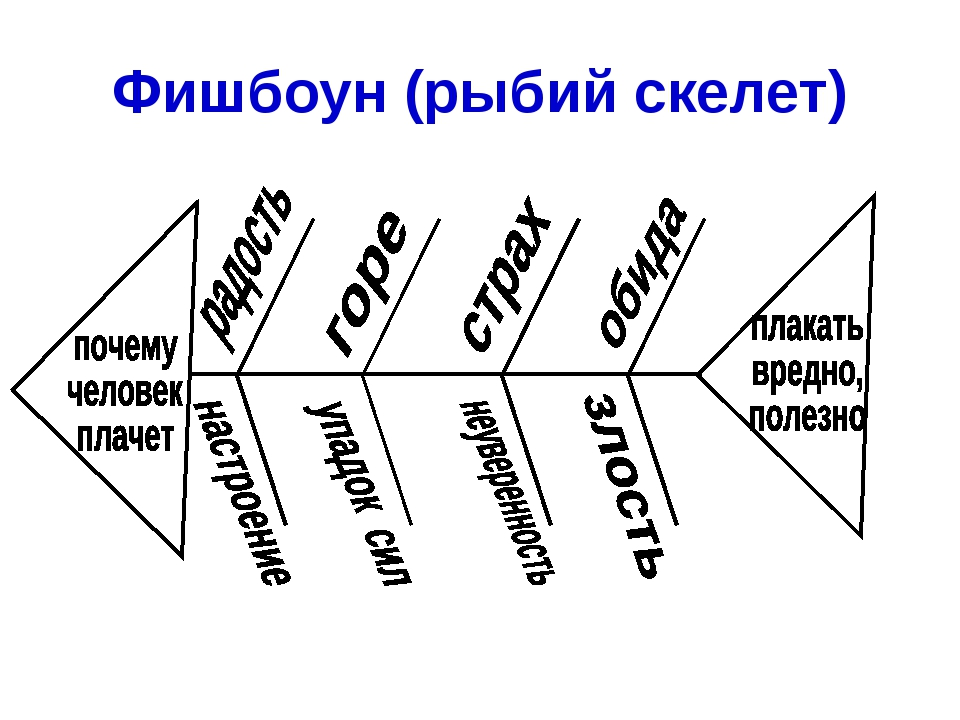 Фишбоун (рыбий скелет)
почему
человек
плачет
радость
горе
страх
обида
настроение
упадок сил
неуверенность
злость
плакать
вредно,
полезно